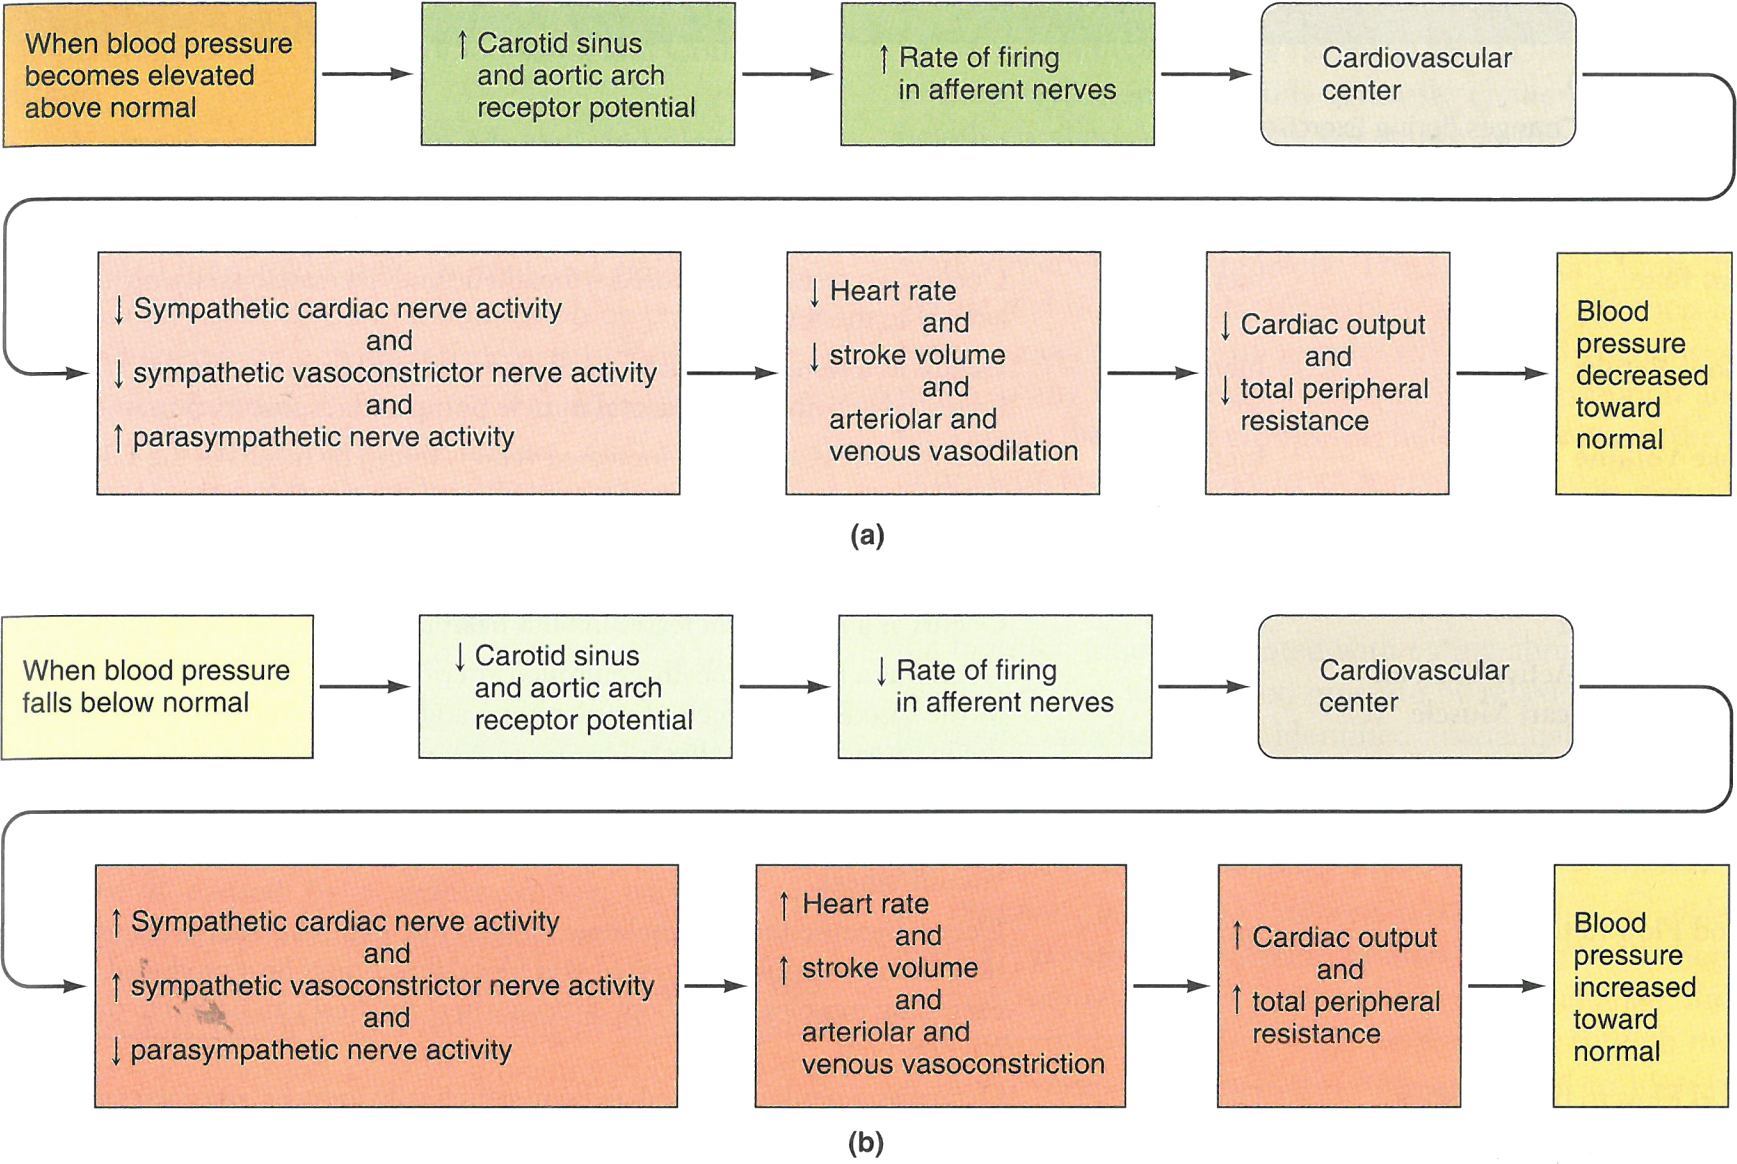 When blood pressure
becomes elevated
above normal
↑ Carotid sinus
and aortic arch
receptor potential
↑ Rate of firing
in afferent nerves
Cardiovascular
center
↓ Sympathetic cardiac nerve activity
and
↓ sympathetic vasoconstrictor nerve activity
and
↑ parasympathetic nerve activity
↓ Heart rate
and
↓ stroke volume
and
arteriolar and
venous vasodilation
↓ Cardiac output
and
↓ total peripheral
resistance
Blood
pressure
decreased
toward
normal
(a)
When blood pressure
falls below normal
↓ Carotid sinus
and aortic arch
receptor potential
↓ Rate of firing
in afferent nerves
Cardiovascular
center
↑ Sympathetic cardiac nerve activity
and
↑ sympathetic vasoconstrictor nerve activity
and
↓ parasympathetic nerve activity
↑ Heart rate
and
↑ stroke volume
and
arteriolar and
venous vasoconstriction
↑ Cardiac output
and
↑ total peripheral
resistance
Blood
pressure
increased
toward
normal
(b)